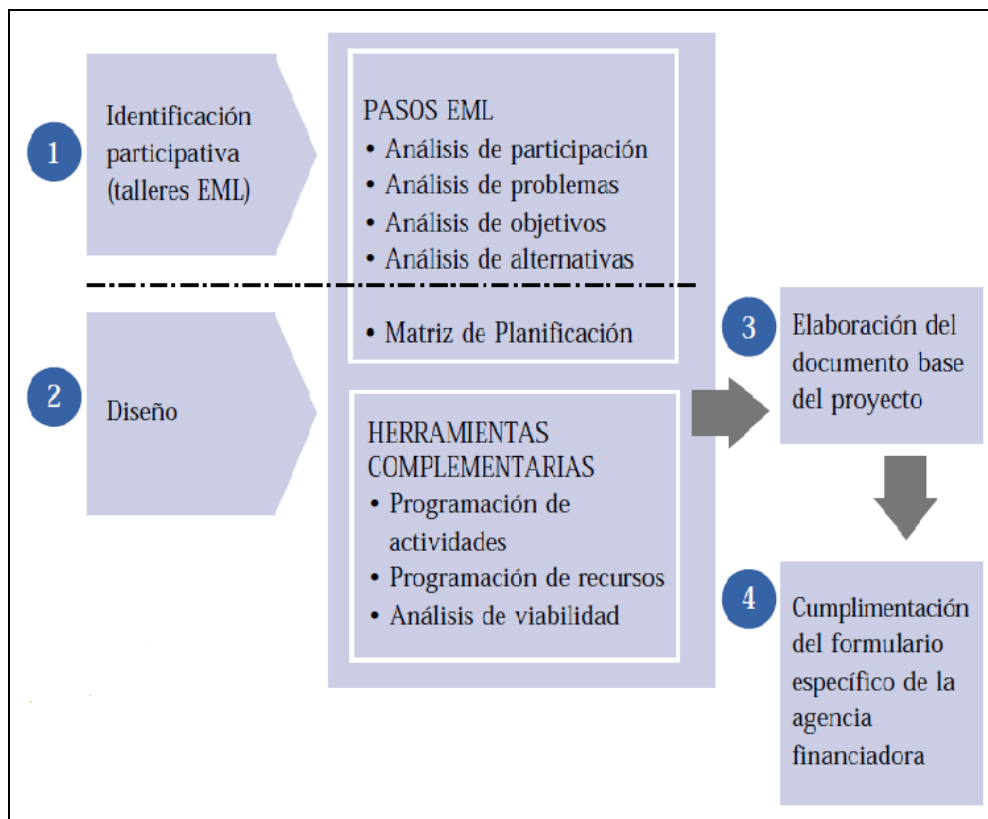 1
Identificación
participativa
(talleres EML)
PASOS EML
• Análisis de participación
• Análisis de problemas
• Análisis de objetivos
• Análisis de alternativas
• Matriz de Planificación
2
Diseño
HERRAMIENTAS
COMPLEMENTARIAS
• Programación de
actividades
• Programación de recursos
• Análisis de viabilidad
3
Elaboración del
documento base
del proyecto
4
Cumplimentación
del formulario
específico de la
agencia
financiadora